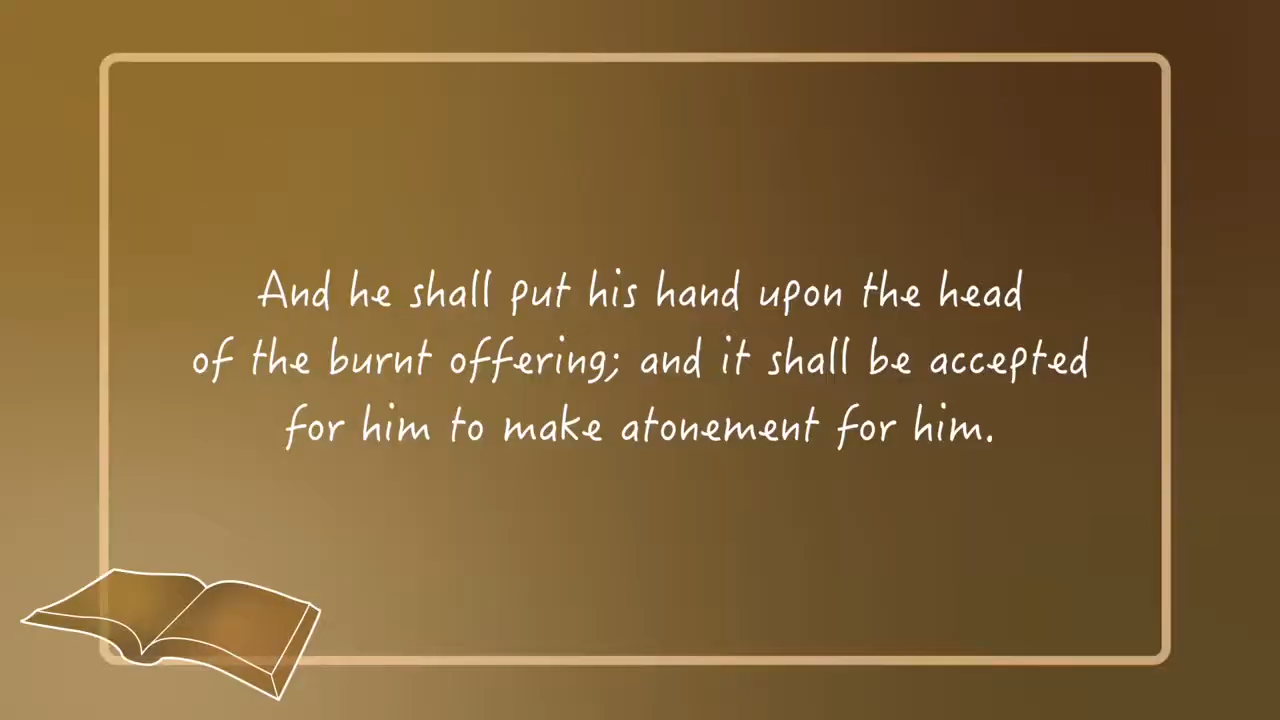 And he shall put his hand upon the head
of the burnt offering; and it shall be accepted
for him to make atonement for him.